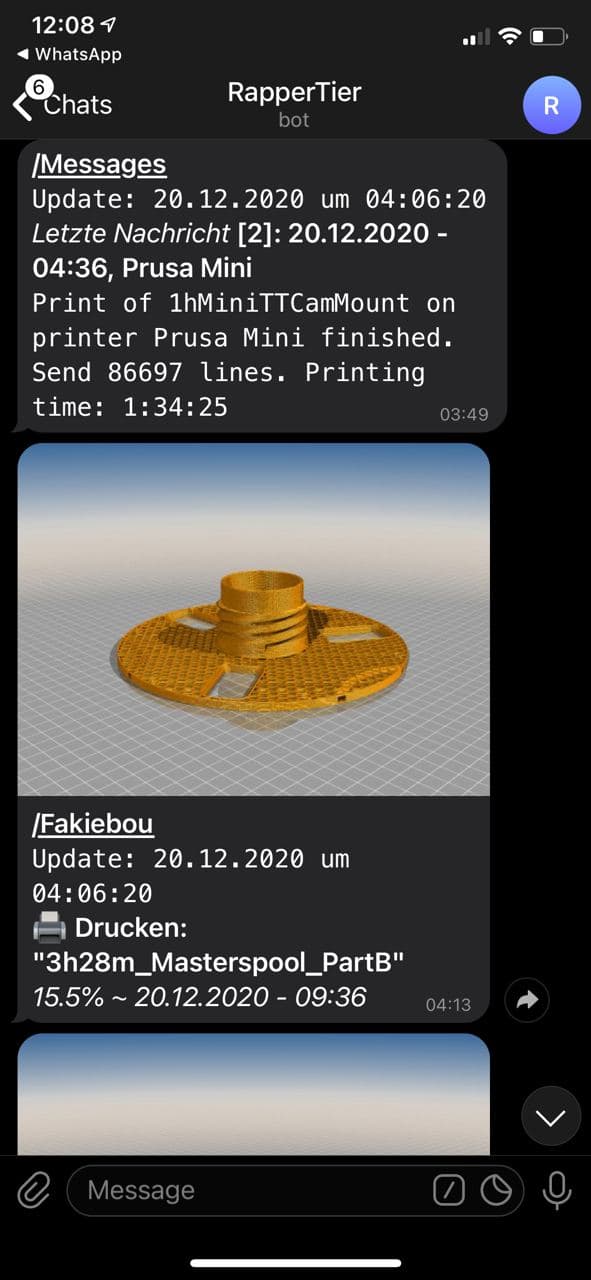 12:08
WhatsApp
6
Chats
RapperTier
bot
R
/Messages
Update: 20.12.2020 um 04:06:20
Letzte Nachricht [2]: 20.12.2020 -
04:36, Prusa Mini
Print of 1hMiniTTCamMount on
printer Prusa Mini finished.
Send 86697 lines. Printing
time: 1:34:25
03:49
/Fakiebou
Update: 20.12.2020 um
04:06:20
Drucken:
"3h28m_Masterspool_PartB"
15.5% ~ 20.12.2020 - 09:36
04:13
Message